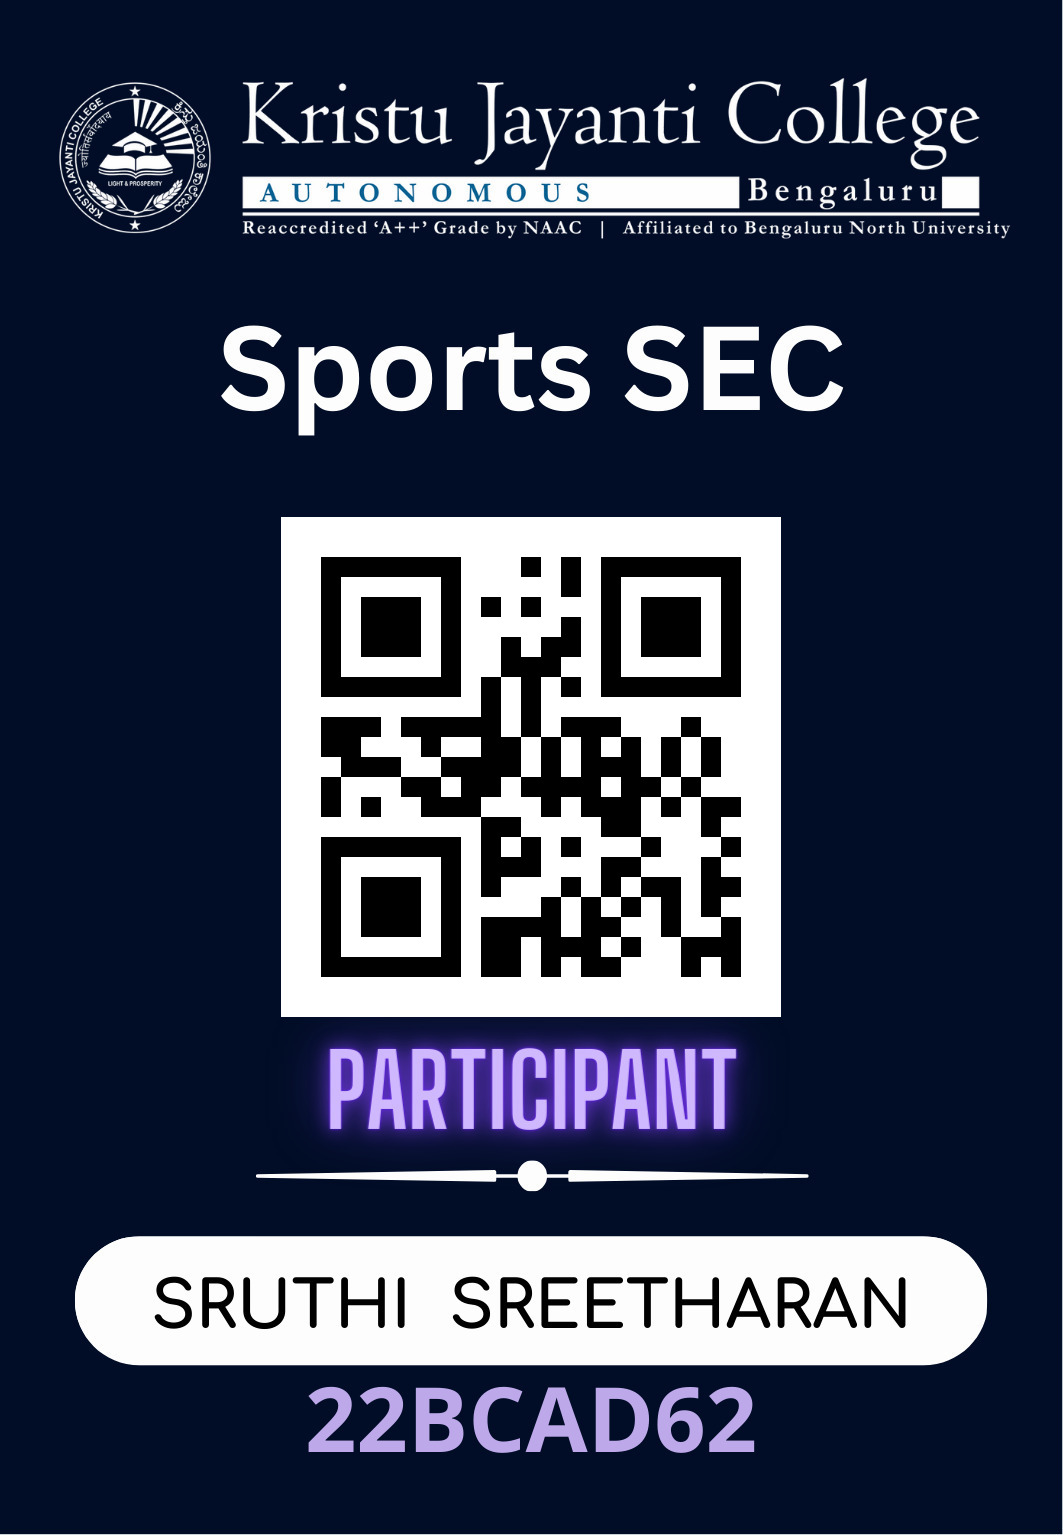 Kristu Jayanti College
AUTONOMOUS Bengaluru
Reaccredited ‘A++’ Grade by NAAC | Affiliated to Bengaluru North University
KRISTU JAYANTI COLLEGE
LIGHT & PROSPERITY
Sports SEC
PARTICIPANT
SRUTHI SREETHARAN
22BCAD62